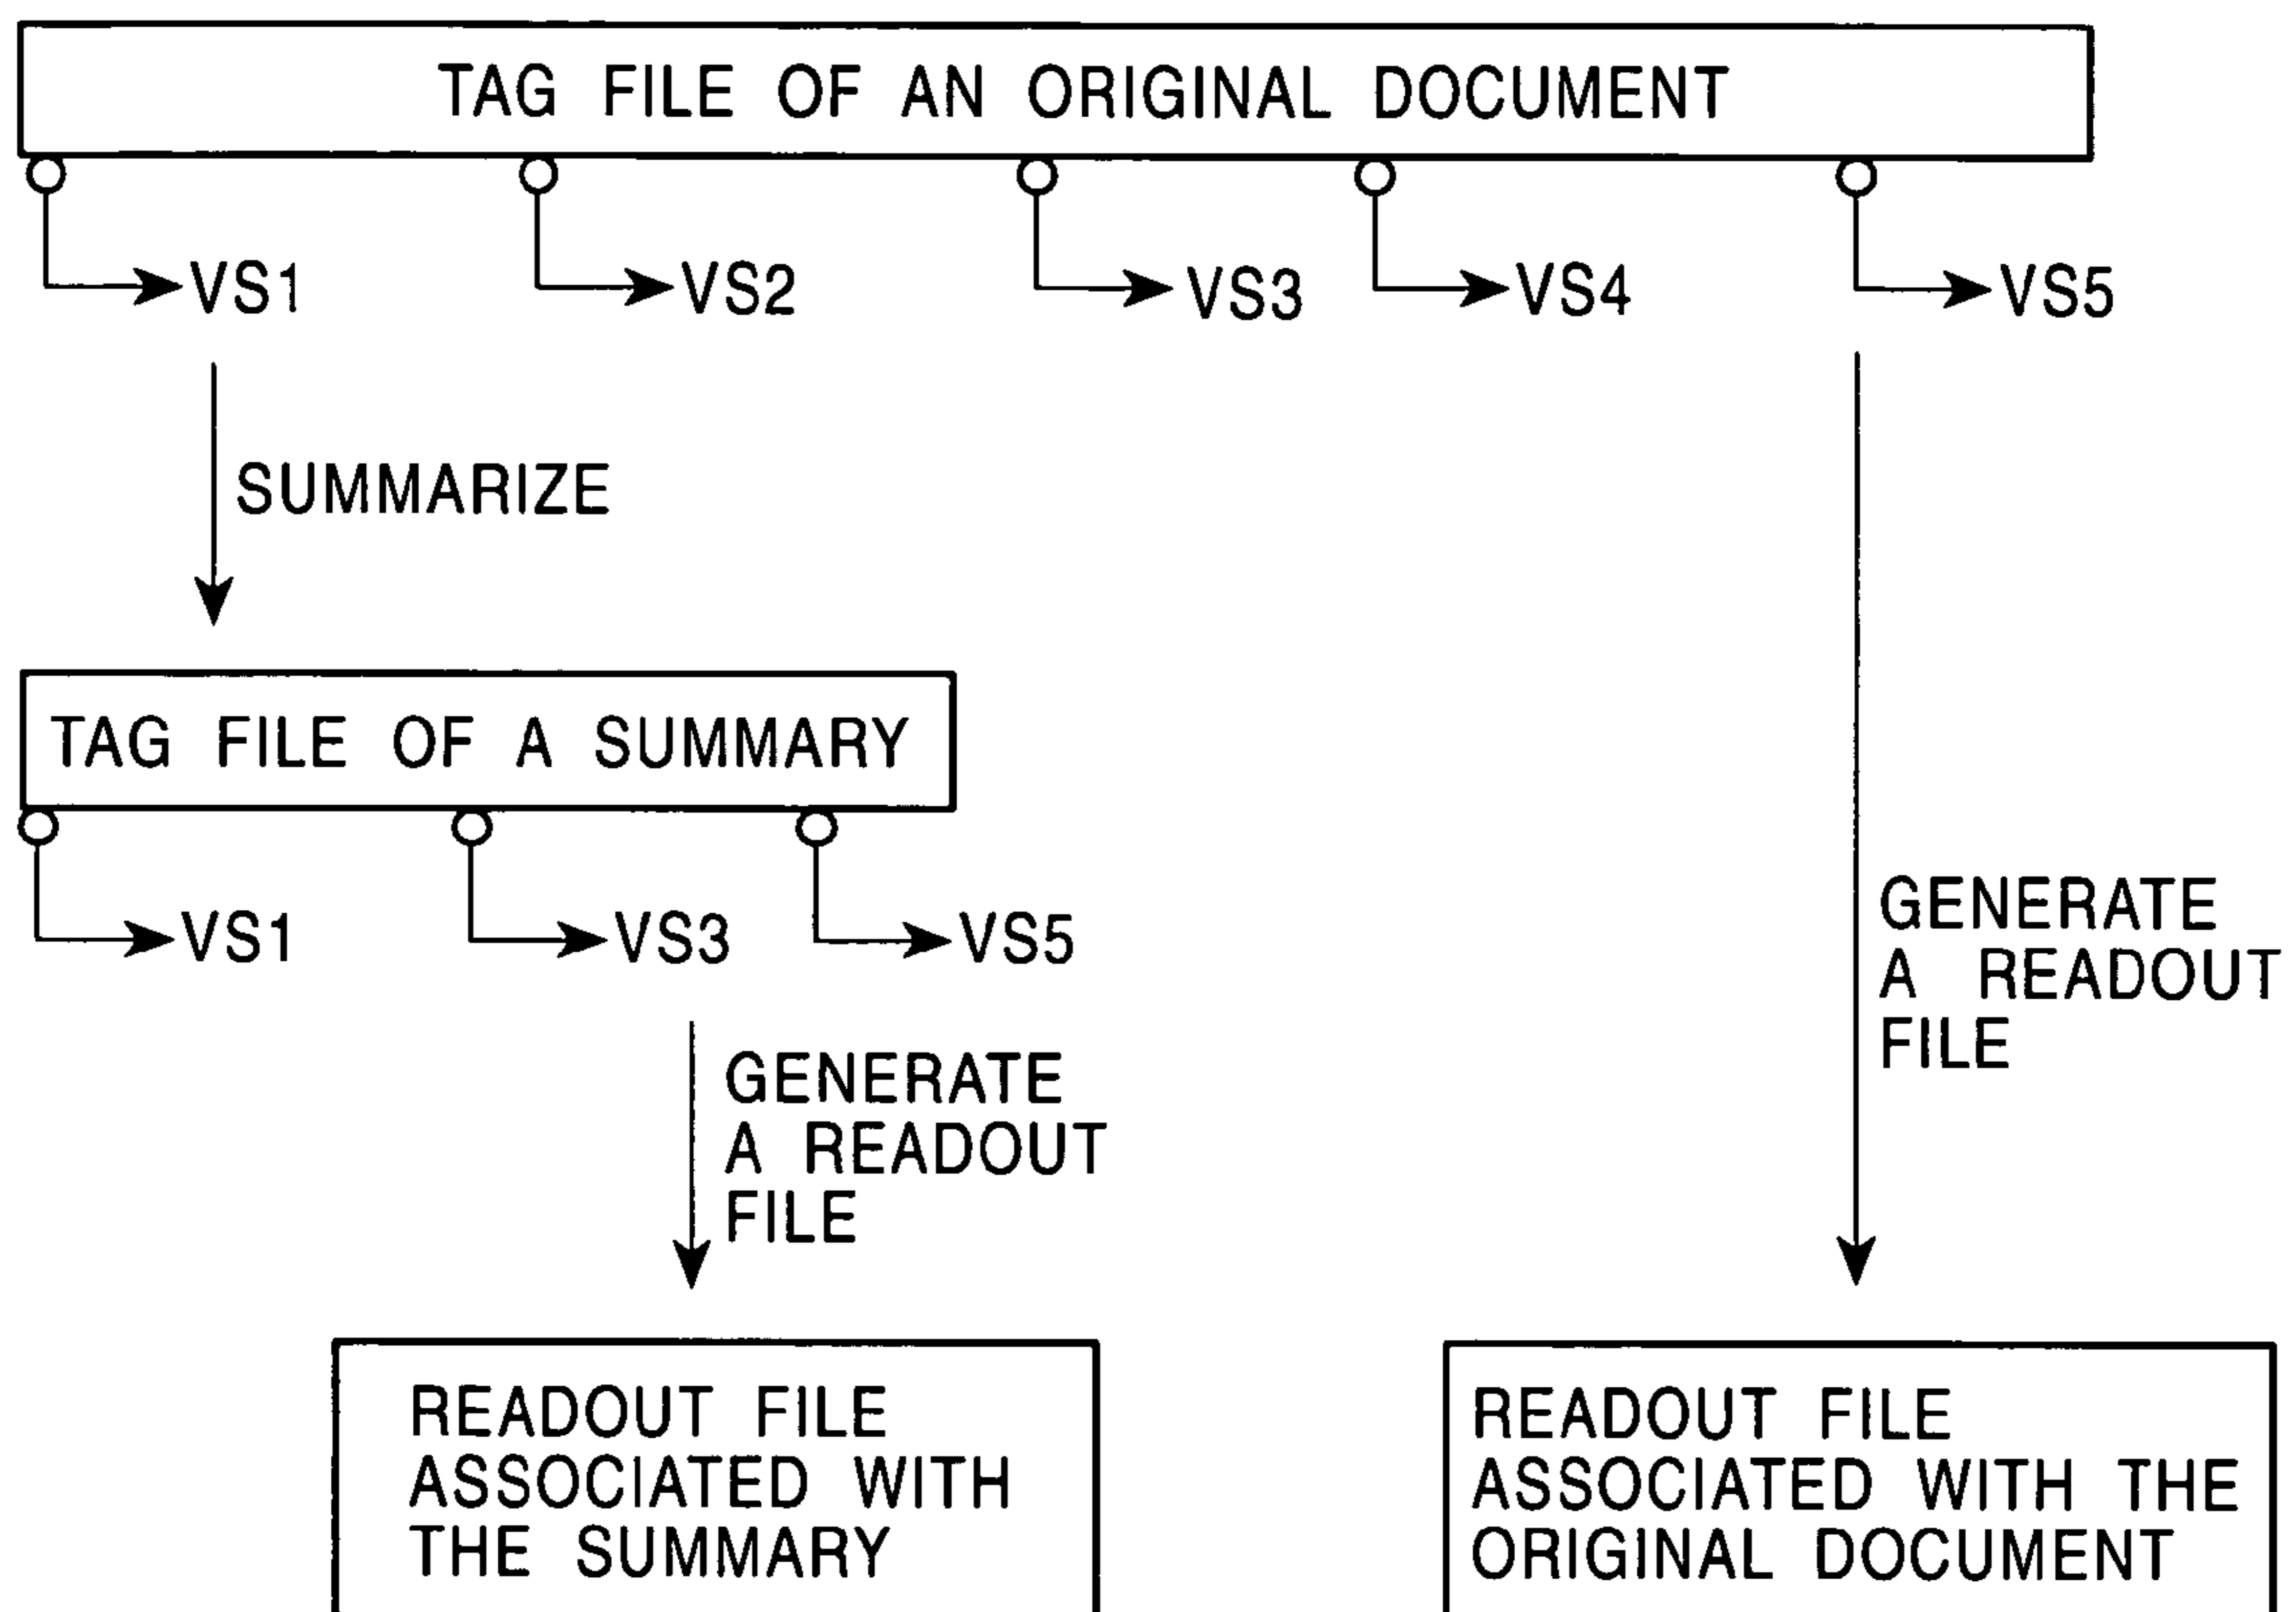 TAG FILE OF AN ORIGINAL DOCUMENT
VS1
VS2
VS3
VS4
VS5
SUMMARIZE
TAG FILE OF A SUMMARY
VS1
VS3
VS5
GENERATE
A READOUT
FILE
GENERATE
A READOUT
FILE
READOUT FILE
ASSOCIATED WITH
THE SUMMARY
READOUT FILE
ASSOCIATED WITH THE
ORIGINAL DOCUMENT